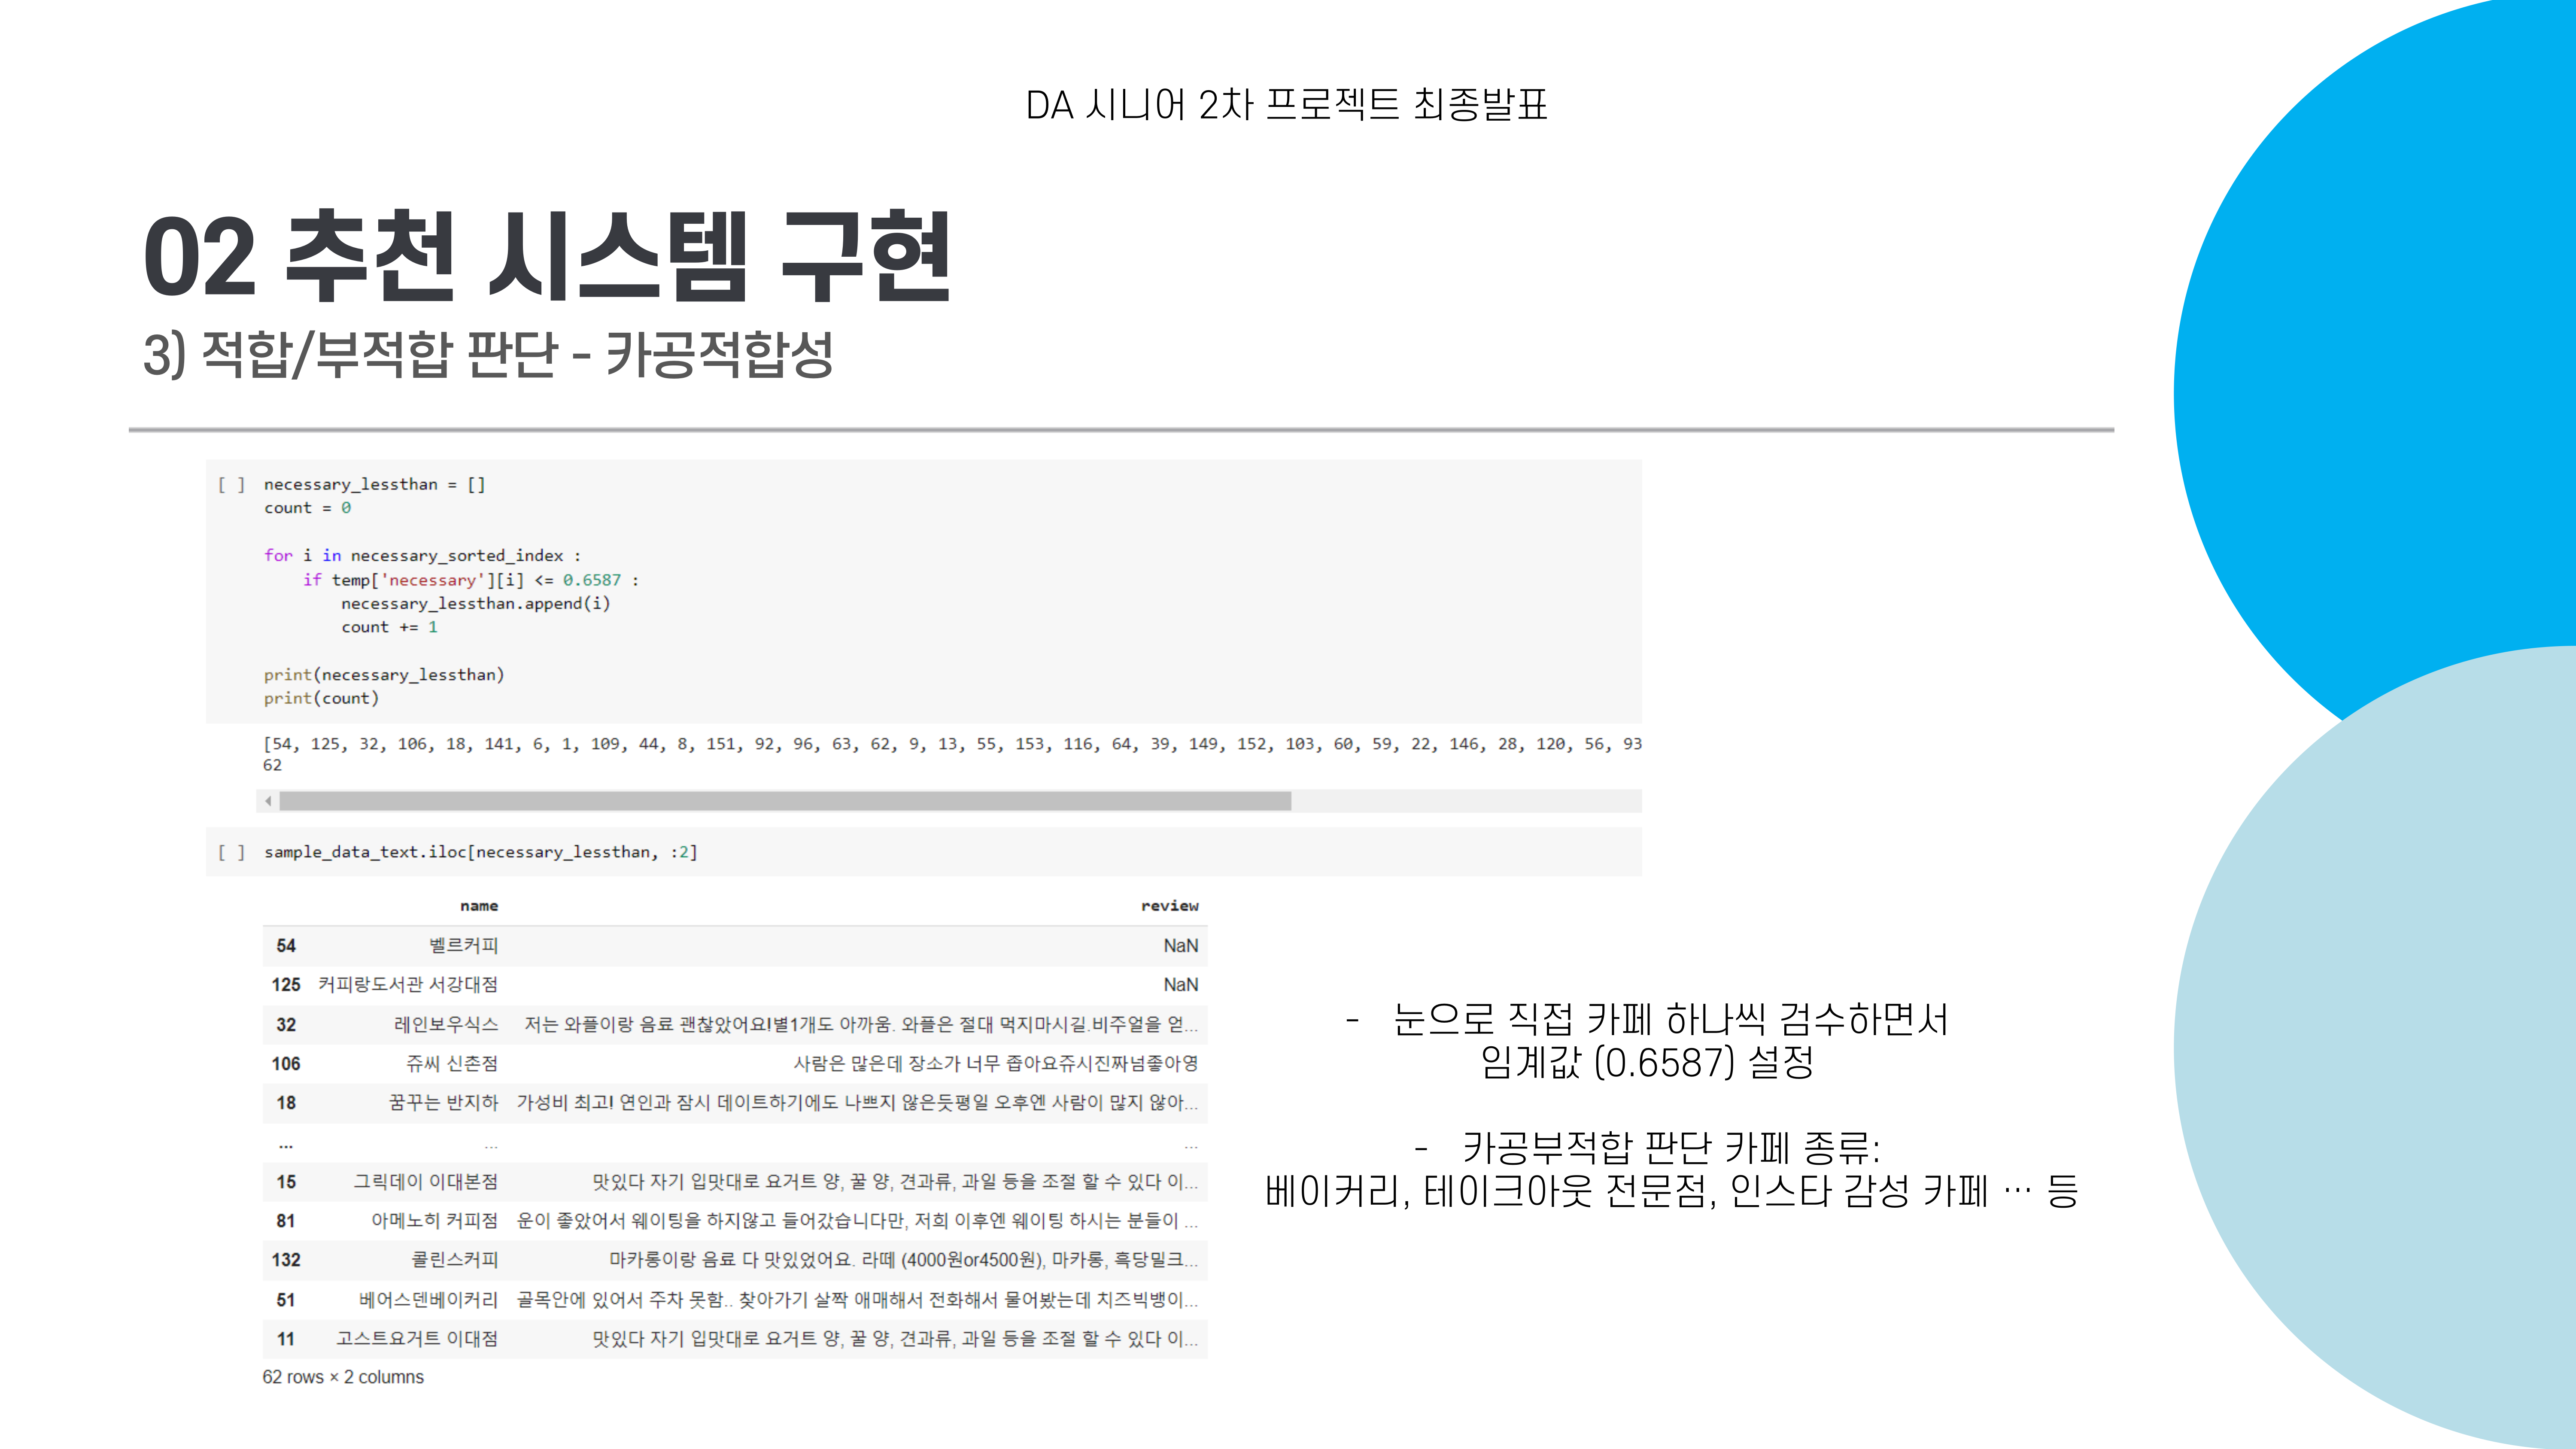 DA 시니어 2차 프로젝트 최종발표
02 추천 시스템 구현
3) 적합/부적합 판단 - 카공적합성
[ ] necessary_lessthan = []
count = 0
for i in necessary_sorted_index :
if temp['necessary'][i] <= 0.6587 :
necessary_lessthan.append(i)
count += 1
print(necessary_lessthan)
print(count)
[54, 125, 32, 106, 18, 141, 6, 1, 109, 44, 8, 151, 92, 96, 63, 62, 9, 13, 55, 153, 116, 64, 39, 149, 152, 103, 60, 59, 22, 146, 28, 120, 56, 93
62
[ ] sample_data_text.iloc[necessary_lessthan, :2]
name review
54 벨르커피 NaN
125 커피랑도서관 서강대점 NaN
32 레인보우식스 저는 와플이랑 음료 괜찮았어요!별1개도 아까움. 와플은 절대 먹지마시길.비주얼을 얻...
106 쥬씨 신촌점 사람은 많은데 장소가 너무 좁아요쥬시진짜넘좋아영
18 꿈꾸는 반지하 가성비 최고! 연인과 잠시 데이트하기에도 나쁘지 않은듯평일 오후엔 사람이 많지 않아...
... ... ...
15 그릭데이 이대본점 맛있다 자기 입맛대로 요거트 양, 꿀 양, 견과류, 과일 등을 조절 할 수 있다 이...
81 아메노히 커피점 운이 좋았어서 웨이팅을 하지않고 들어갔습니다만, 저희 이후엔 웨이팅 하시는 분들이 ...
132 콜린스커피 마카롱이랑 음료 다 맛있었어요. 라떼 (4000원or4500원), 마카롱, 흑당밀크...
51 베어스덴베이커리 골목안에 있어서 주차 못함.. 찾아가기 살짝 애매해서 전화해서 물어봤는데 치즈빅뱅이...
11 고스트요거트 이대점 맛있다 자기 입맛대로 요거트 양, 꿀 양, 견과류, 과일 등을 조절 할 수 있다 이...
62 rows × 2 columns
- 눈으로 직접 카페 하나씩 검수하면서
임계값 (0.6587) 설정
- 카공부적합 판단 카페 종류:
베이커리, 테이크아웃 전문점, 인스타 감성 카페 … 등